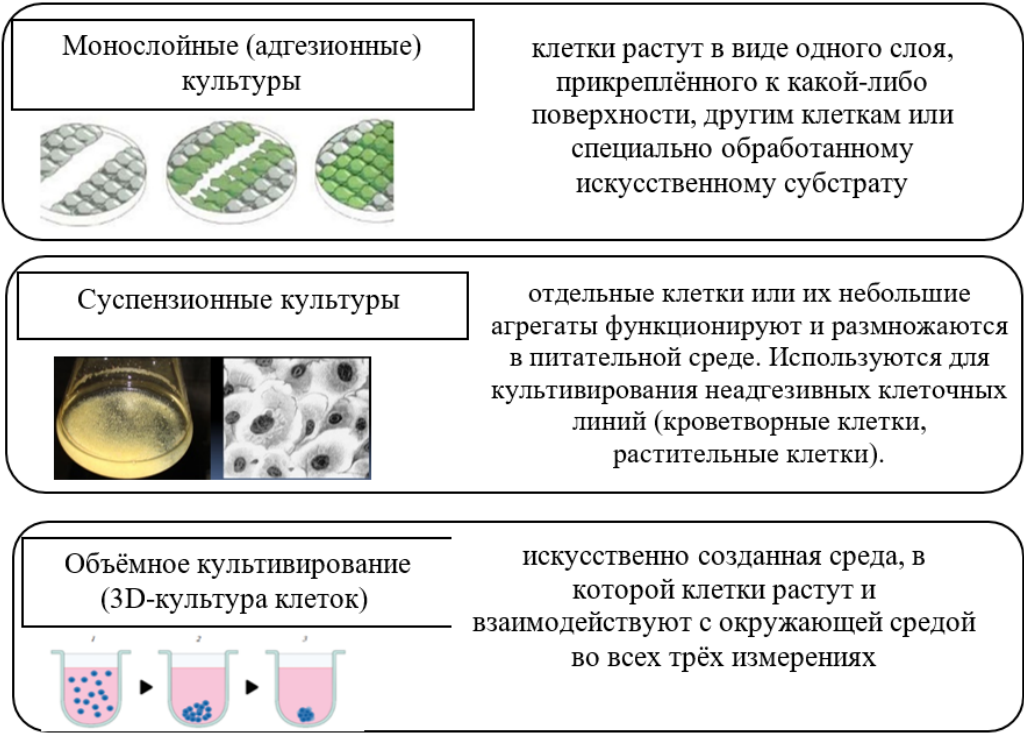 Монослойные (адгезионные)
культуры
клетки растут в виде одного слоя,
прикреплённого к какой-либо
поверхности, другим клеткам или
специально обработанному
искусственному субстрату
Суспензионные культуры
отдельные клетки или их небольшие
агрегаты функционируют и размножаются
в питательной среде. Используются для
культивирования неадгезивных клеточных
линий (кроветворные клетки,
растительные клетки).
Объёмное культивирование
(3D-культура клеток)
1 2 3
искусственно созданная среда, в
которой клетки растут и
взаимодействуют с окружающей средой
во всех трёх измерениях